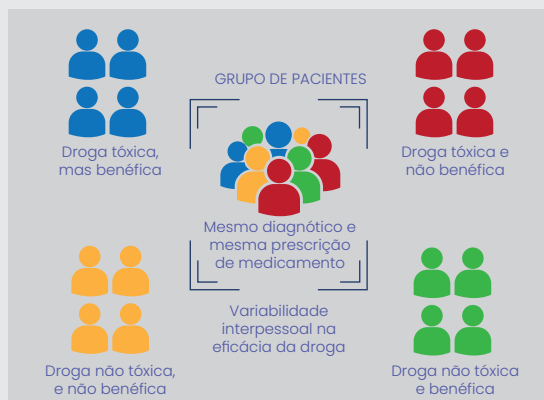 GRUPO DE PACIENTES
Droga tóxica,
mas benéfica
Droga tóxica e
não benéfica
Mesmo diagnótico e
mesma prescrição
de medicamento
Variabilidade
interpessoal na
eficácia da droga
Droga não tóxica,
e não benéfica
Droga não tóxica
e benéfica